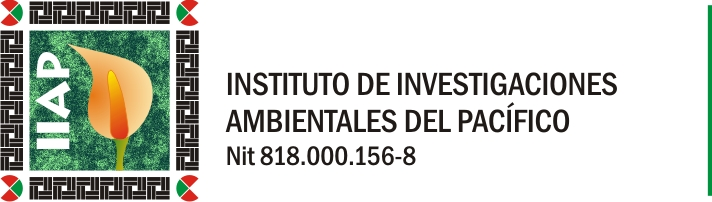 IIAP
INSTITUTO DE INVESTIGACIONES
AMBIENTALES DEL PACÍFICO
Nit 818.000.156-8